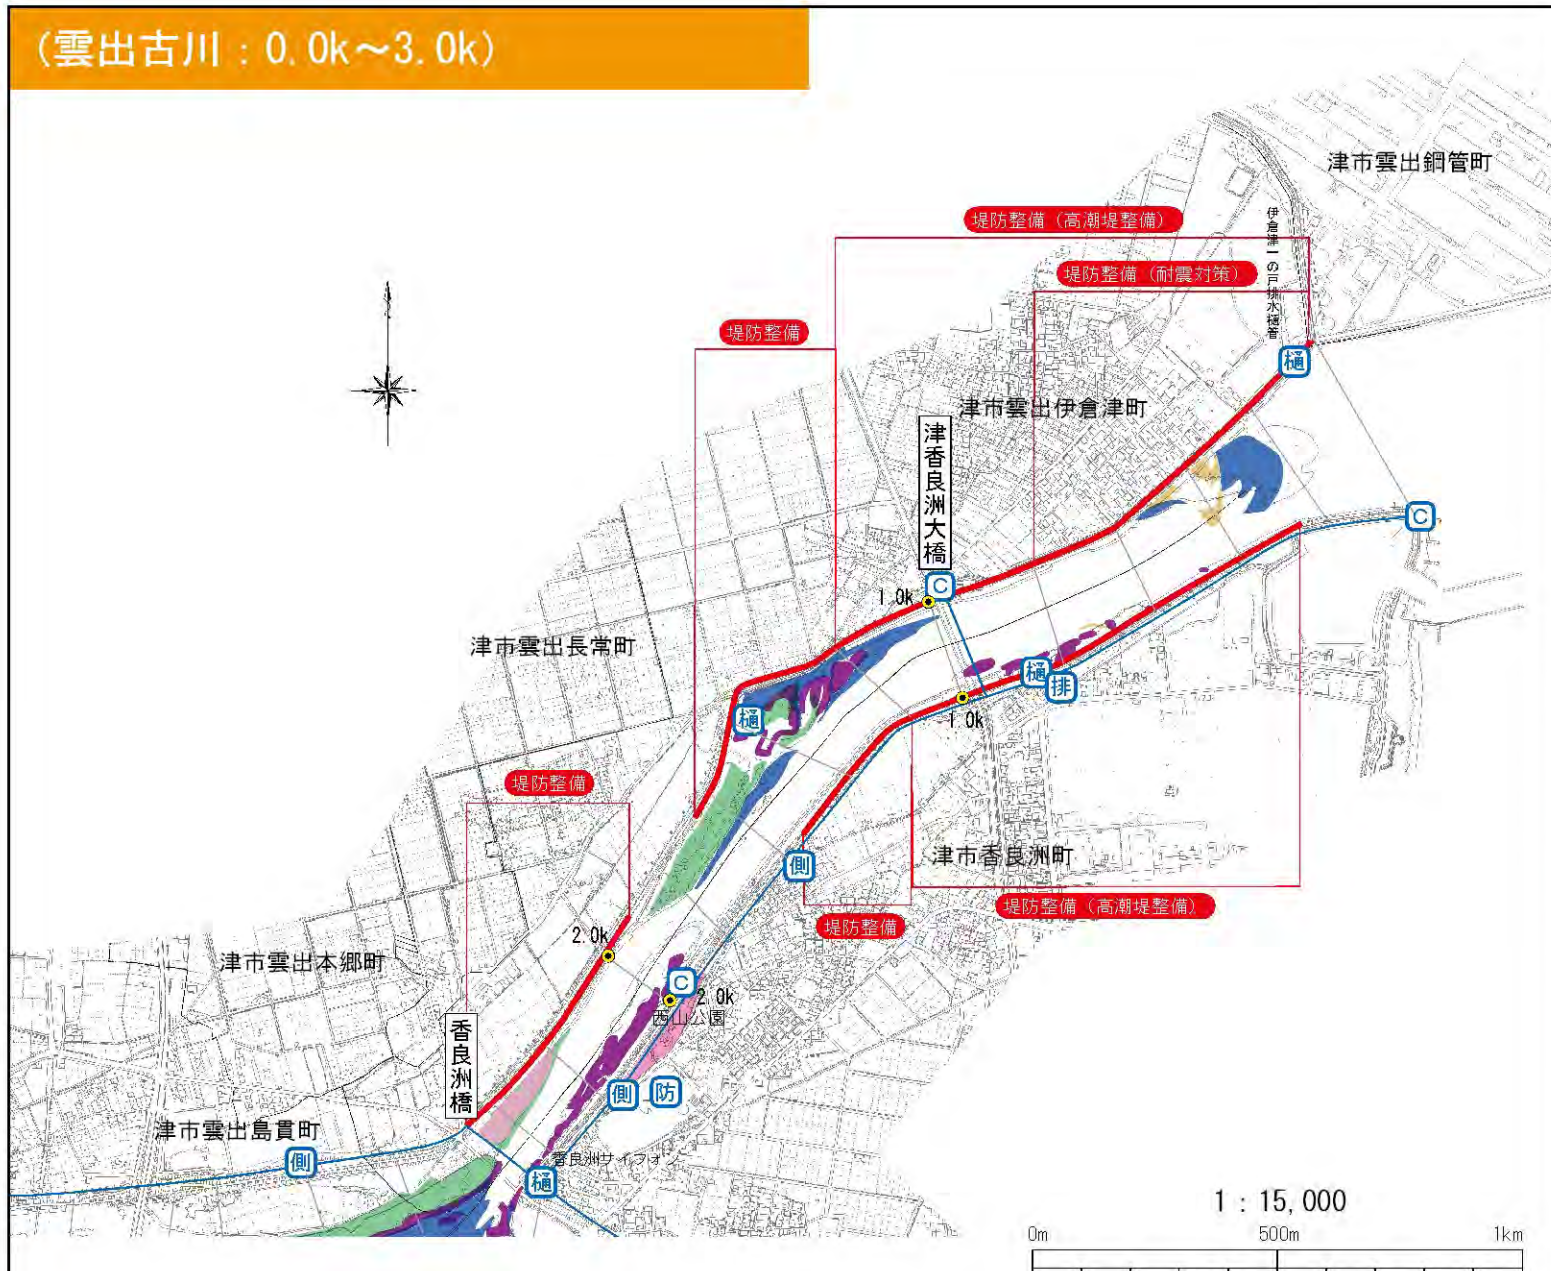 (雲出古川：0.0k～3.0k)
津市雲出鋼管町
堤防整備（高潮堤整備）
伊倉津一の戸排水樋管
堤防整備（耐震対策）
堤防整備
樋
津市雲出伊倉津町
津香良洲大橋
C
C
1.0k
津市雲出長常町
樋
排
樋
1.0k
堤防整備
津市香良洲町
側
堤防整備（高潮堤整備）
堤防整備
2.0k
津市雲出本郷町
C
2.0k
西山公園
香良洲橋
側
防
津市雲出島貫町
側
香良洲サイフォン
樋
1：15,000
0m
500m
1km